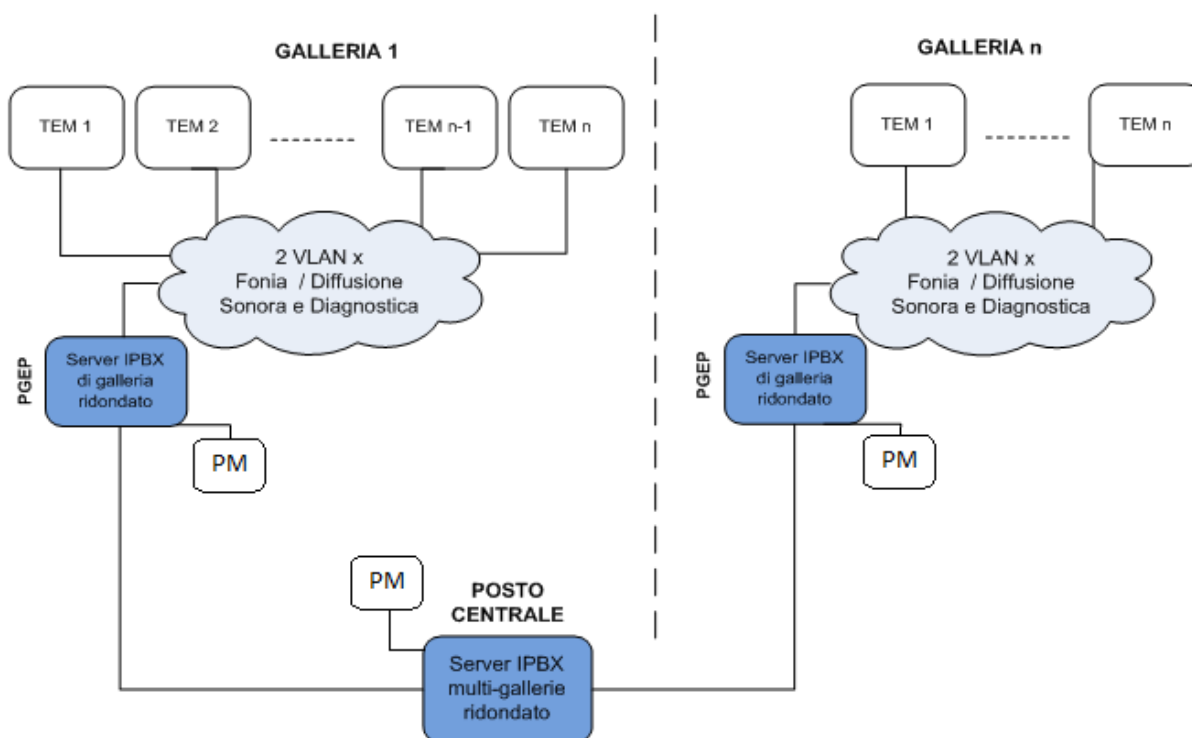 GALLERIA 1
GALLERIA n
TEM 1
TEM 2
TEM n-1
TEM n
TEM 1
TEM n
2 VLAN x
Fonia / Diffusione
Sonora e Diagnostica
2 VLAN x
Fonia / Diffusione
Sonora e Diagnostica
PGEP
Server IPBX
di galleria
ridondato
PM
PGEP
Server IPBX
di galleria
ridondato
PM
PM
POSTO
CENTRALE
Server IPBX
multi-gallerie
ridondato